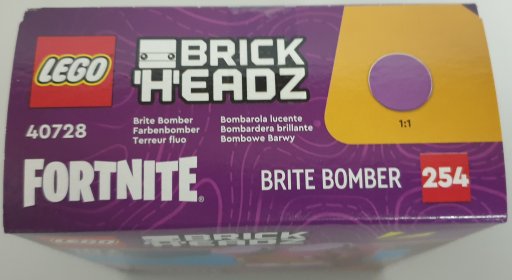 LEGO
BRICK
HEADZ
40728
Brite Bomber
Farbenbomber
Terreur fluo
Bombarola lucente
Bombardera brillante
Bombowe Barwy
1:1
FORTNITE®
BRITE BOMBER
254
LEGO
BRICK
HEADZ